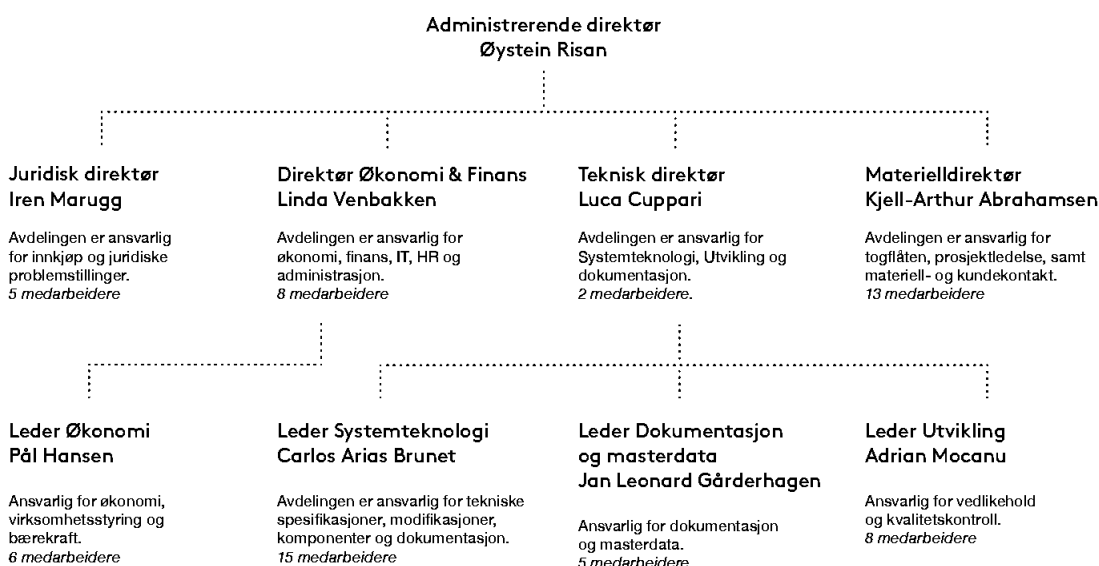 Administrerende direktør
Øystein Risan
Juridisk direktør
Iren Marugg
Avdelingen er ansvarlig
for innkjøp og juridiske
problemstillinger.
5 medarbeidere
Direktør Økonomi & Finans
Linda Venbakken
Avdelingen er ansvarlig for
økonomi, finans, IT, HR og
administrasjon.
8 medarbeidere
Teknisk direktør
Luca Cuppari
Avdelingen er ansvarlig for
Systemteknologi, Utvikling og
dokumentasjon.
2 medarbeidere.
Materielldirektør
Kjell-Arthur Abrahamsen
Avdelingen er ansvarlig for
togflåten, prosjektledelse, samt
materiell- og kundekontakt.
13 medarbeidere
Leder Økonomi
Pål Hansen
Ansvarlig for økonomi,
virksomhetsstyring og
bærekraft.
6 medarbeidere
Leder Systemteknologi
Carlos Arias Brunet
Avdelingen er ansvarlig for tekniske
spesifikasjoner, modifikasjoner,
komponenter og dokumentasjon.
15 medarbeidere
Leder Dokumentasjon
og masterdata
Jan Leonard Gårderhagen
Ansvarlig for dokumentasjon
og masterdata.
5 medarbeidere
Leder Utvikling
Adrian Mocanu
Ansvarlig for vedlikehold
og kvalitetskontroll.
8 medarbeidere